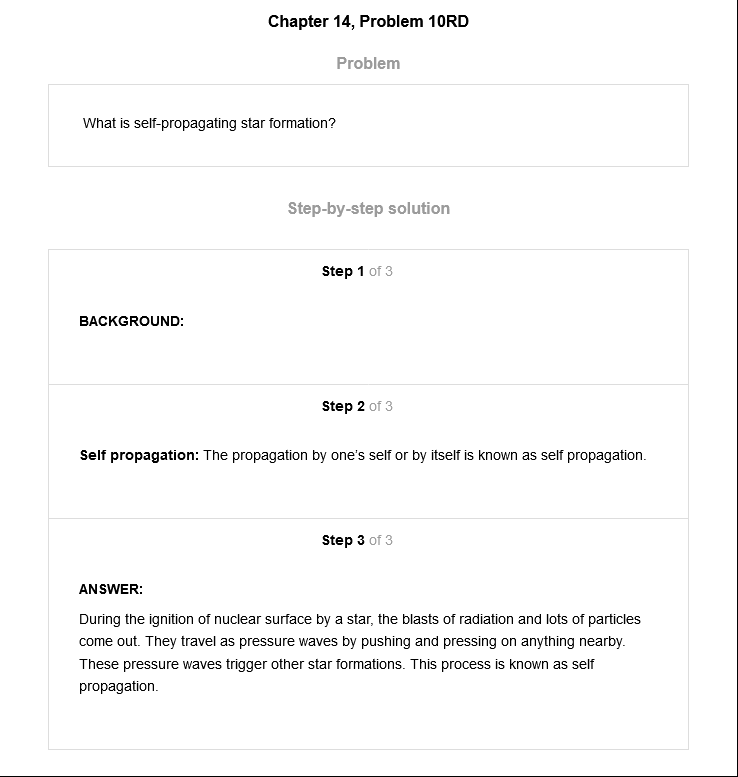 Chapter 14, Problem 10RD
Problem
What is self-propagating star formation?
Step-by-step solution
Step 1 of 3
BACKGROUND:
Step 2 of 3
Self propagation: The propagation by one’s self or by itself is known as self propagation.
Step 3 of 3
ANSWER:
During the ignition of nuclear surface by a star, the blasts of radiation and lots of particles
come out. They travel as pressure waves by pushing and pressing on anything nearby.
These pressure waves trigger other star formations. This process is known as self
propagation.